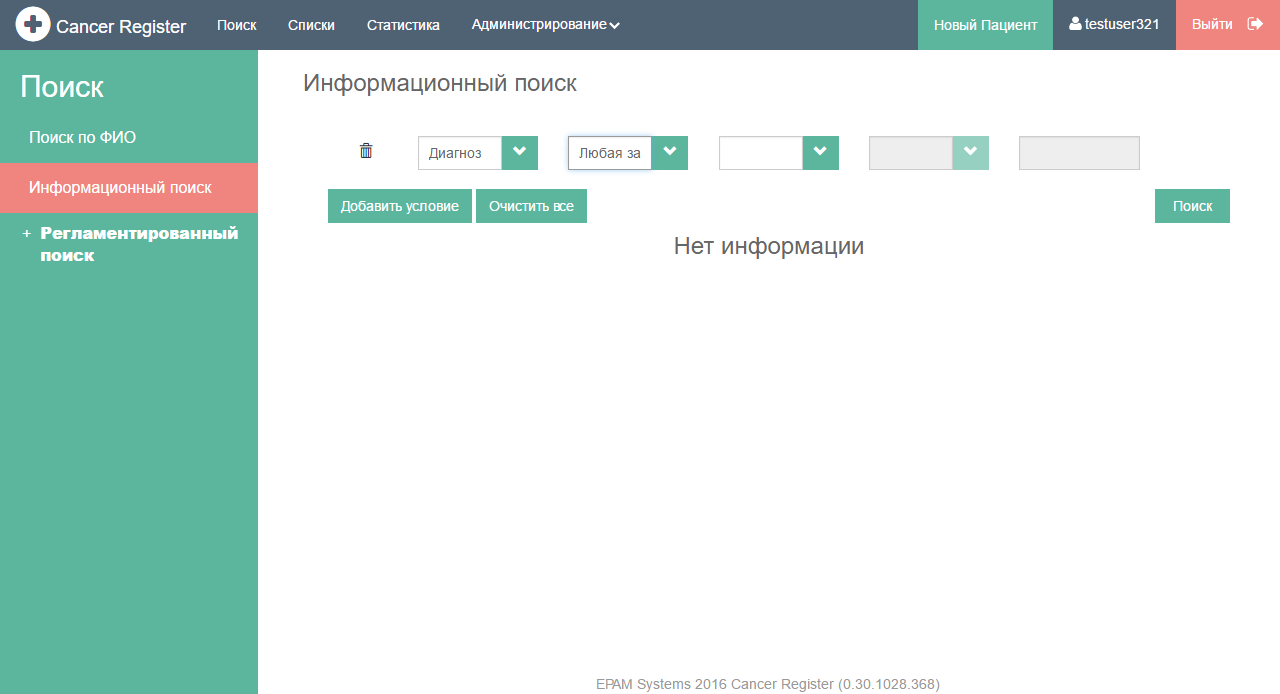 Cancer Register Поиск Списки Статистика Администрирование Новый Пациент testuser321 Выйти
Поиск
Поиск по ФИО
Информационный поиск
+ Регламентированный
поиск
Информационный поиск
Диагноз Любая за
Добавить условие Очистить все Поиск
Нет информации
EPAM Systems 2016 Cancer Register (0.30.1028.368)